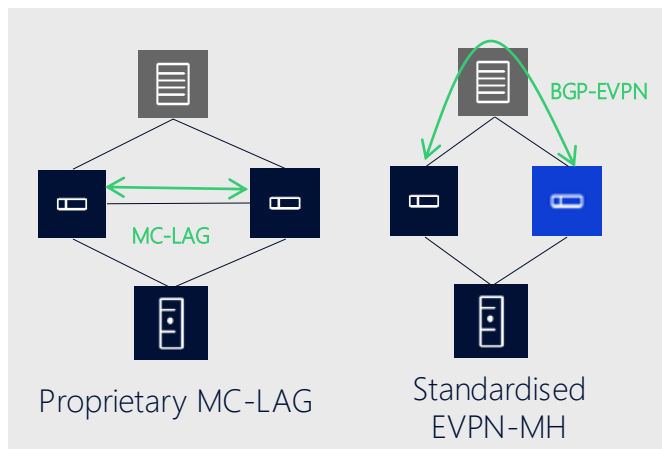 BGP-EVPN
MC-LAG
Proprietary MC-LAG
Standardised
EVPN-MH